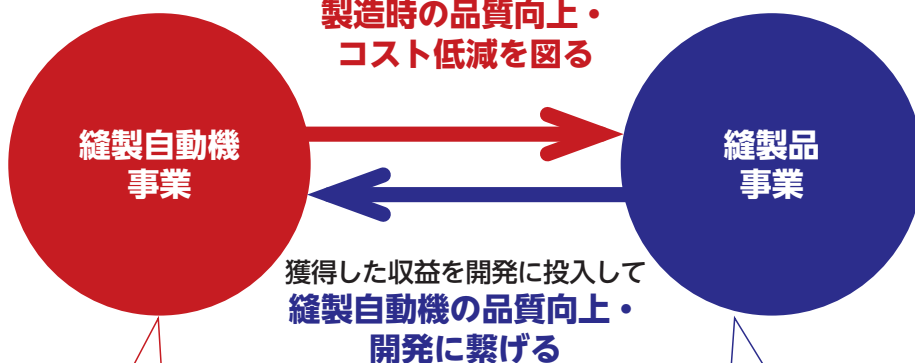 製造時の品質向上・
コスト低減を図る
縫製自動機
事業
縫製品
事業
獲得した収益を開発に投入して
縫製自動機の品質向上・
開発に繋げる